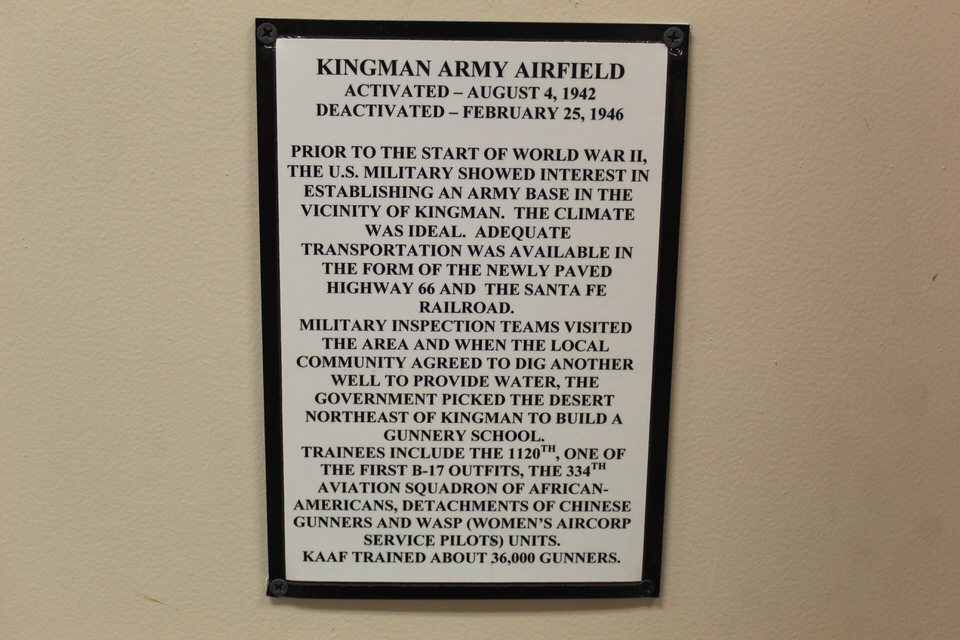 KINGMAN ARMY AIRFIELD
ACTIVATED – AUGUST 4, 1942
DEACTIVATED – FEBRUARY 25, 1946
PRIOR TO THE START OF WORLD WAR II,
THE U.S. MILITARY SHOWED INTEREST IN
ESTABLISHING AN ARMY BASE IN THE
VICINITY OF KINGMAN. THE CLIMATE
WAS IDEAL. ADEQUATE
TRANSPORTATION WAS AVAILABLE IN
THE FORM OF THE NEWLY PAVED
HIGHWAY 66 AND THE SANTA FE
RAILROAD.
MILITARY INSPECTION TEAMS VISITED
THE AREA AND WHEN THE LOCAL
COMMUNITY AGREED TO DIG ANOTHER
WELL TO PROVIDE WATER, THE
GOVERNMENT PICKED THE DESERT
NORTHEAST OF KINGMAN TO BUILD A
GUNNERY SCHOOL.
TRAINEES INCLUDE THE 1120TH, ONE OF
THE FIRST B-17 OUTFITS, THE 334TH
AVIATION SQUADRON OF AFRICAN-
AMERICANS, DETACHMENTS OF CHINESE
GUNNERS AND WASP (WOMEN'S AIRCORP
SERVICE PILOTS) UNITS.
KAAF TRAINED ABOUT 36,000 GUNNERS.